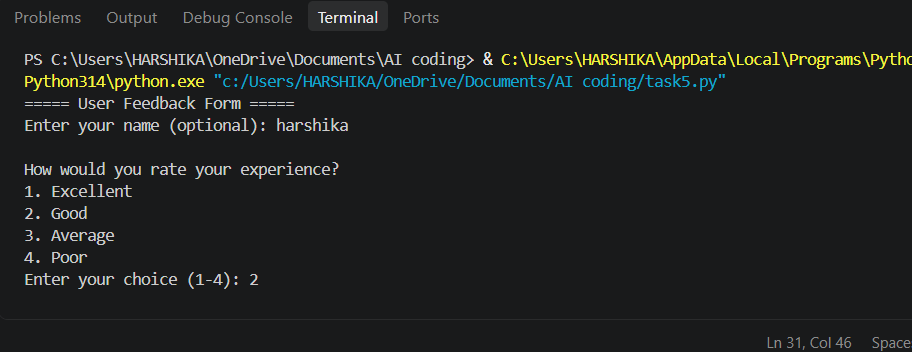 Problems Output Debug Console Terminal Ports
PS C:\Users\HARSHIKA\OneDrive\Documents\AI coding> & C:\Users\HARSHIKA\AppData\Local\Programs\Pytho
Python314\python.exe "c:/Users/HARSHIKA/OneDrive/Documents/AI coding/task5.py"
===== User Feedback Form =====
Enter your name (optional): harshika
How would you rate your experience?
1. Excellent
2. Good
3. Average
4. Poor
Enter your choice (1-4): 2
Ln 31, Col 46 Space